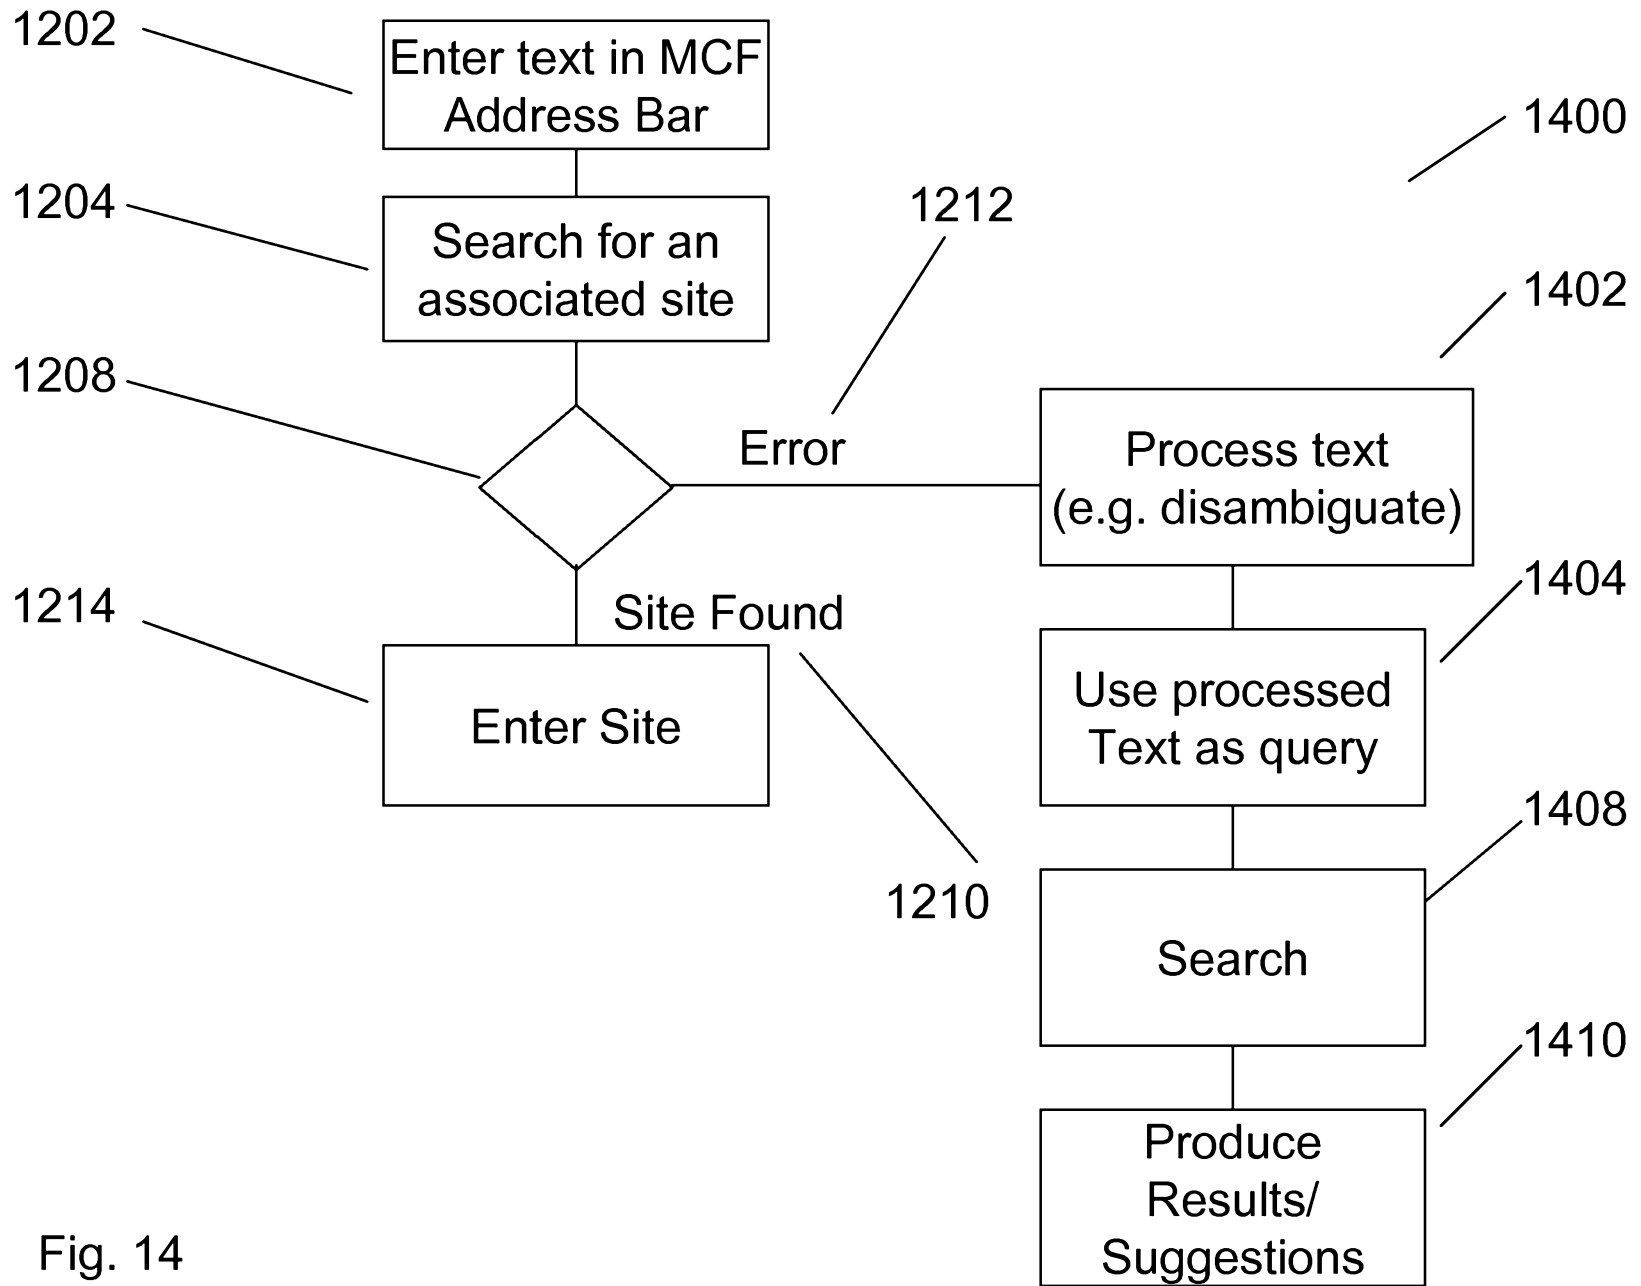 1202
Enter text in MCF
Address Bar
1400
1204
Search for an
associated site
1212
1402
1208
Error
Process text
(e.g. disambiguate)
1214
Site Found
Enter Site
1404
Use processed
Text as query
1210
1408
Search
1410
Produce
Results/
Suggestions
Fig. 14